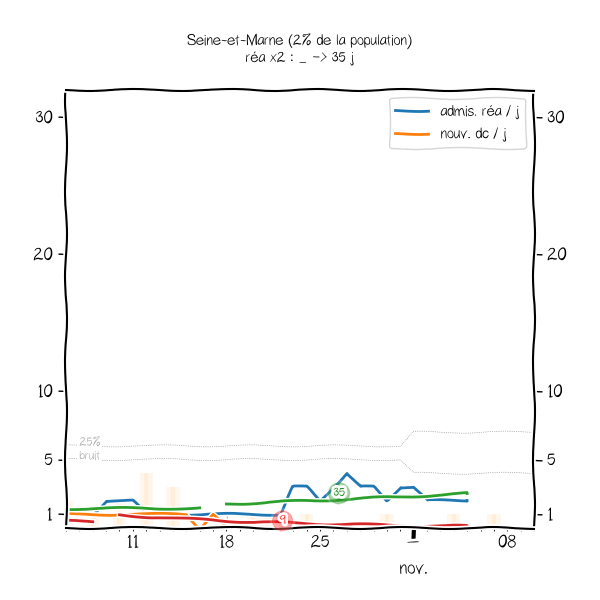 Seine-et-Marne (2% de la population)
réa x2 : _ -> 35 j
admis. réa / j
nouv. dc / j
30
30
20
20
10
10
25%
bruit
5
5
35
9
1
1
11
18
25
08
nov.